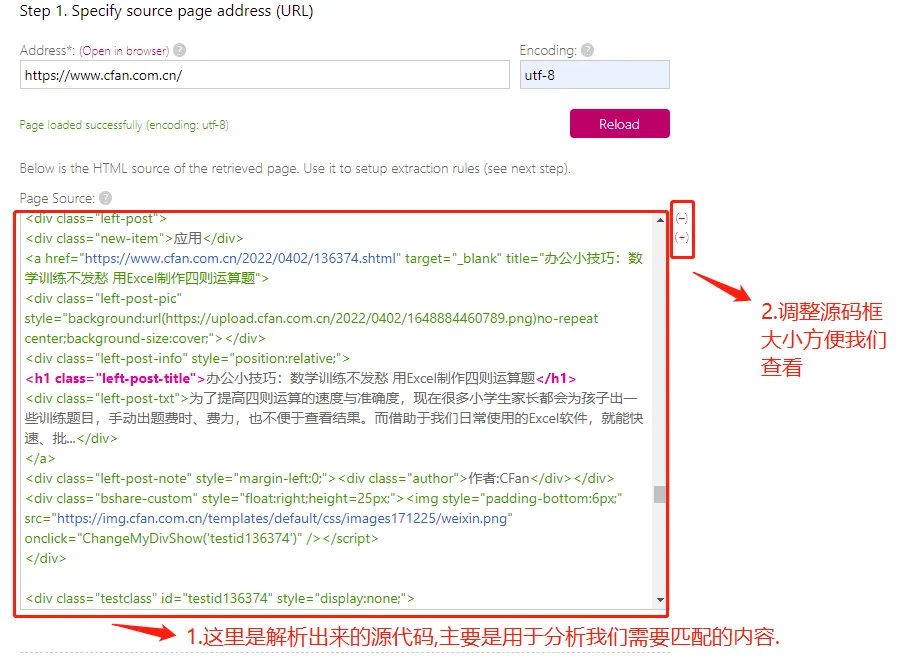 Step 1. Specify source page address (URL)
Address*: (Open in browser) ?
Encoding: ?
https://www.cfan.com.cn/
utf-8
Page loaded successfully (encoding: utf-8)
Reload
Below is the HTML source of the retrieved page. Use it to setup extraction rules (see next step).
Page Source: ?
<div class="left-post">
<div class="new-item">应用</div>
<a href="https://www.cfan.com.cn/2022/0402/136374.shtml" target="_blank" title="办公小技巧：数
学训练不发愁 用Excel制作四则运算题">
<div class="left-post-pic"
style="background:url(https://upload.cfan.com.cn/2022/0402/1648884460789.png)no-repeat
center;background-size:cover;"></div>
<div class="left-post-info" style="position:relative;">
<h1 class="left-post-title">办公小技巧：数学训练不发愁 用Excel制作四则运算题</h1>
<div class="left-post-txt">为了提高四则运算的速度与准确度，现在很多小学生家长都会为孩子出一
些训练题目，手动出题费时、费力，也不便于查看结果。而借助于我们日常使用的Excel软件，就能快
速、批...</div>
</a>
<div class="left-post-note" style="margin-left:0;"><div class="author">作者:CFan</div></div>
<div class="bshare-custom" style="float:right;height=25px;"><img style="padding-bottom:6px;"
src="https://img.cfan.com.cn/templates/default/css/images171225/weixin.png"
onclick="ChangeMyDivShow('testid136374')" /></script>
</div>
<div class="testclass" id="testid136374" style="display:none;">
(−)
(+)
2.调整源码框
大小方便我们
查看
1.这里是解析出来的源代码,主要是用于分析我们需要匹配的内容.